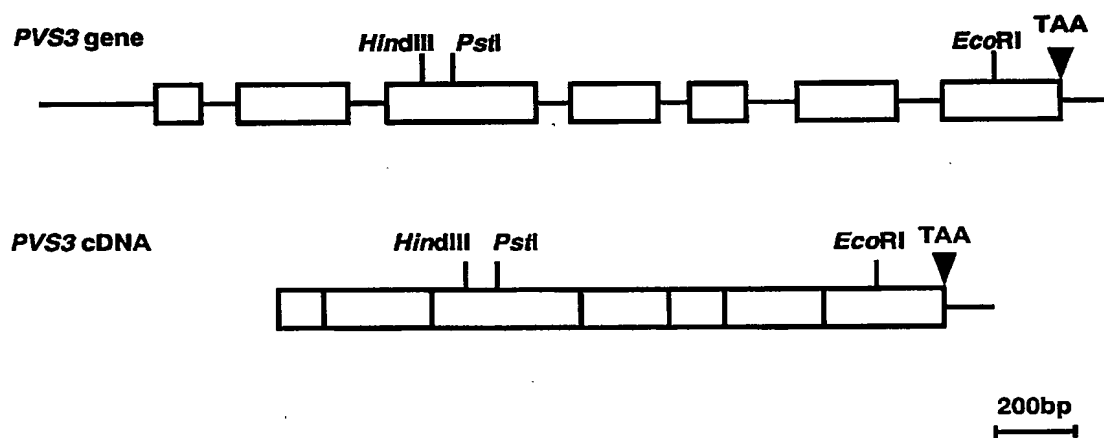 PVS3 gene
HindIII PstI EcoRI TAA
PVS3 cDNA
HindIII PstI EcoRI TAA
200bp